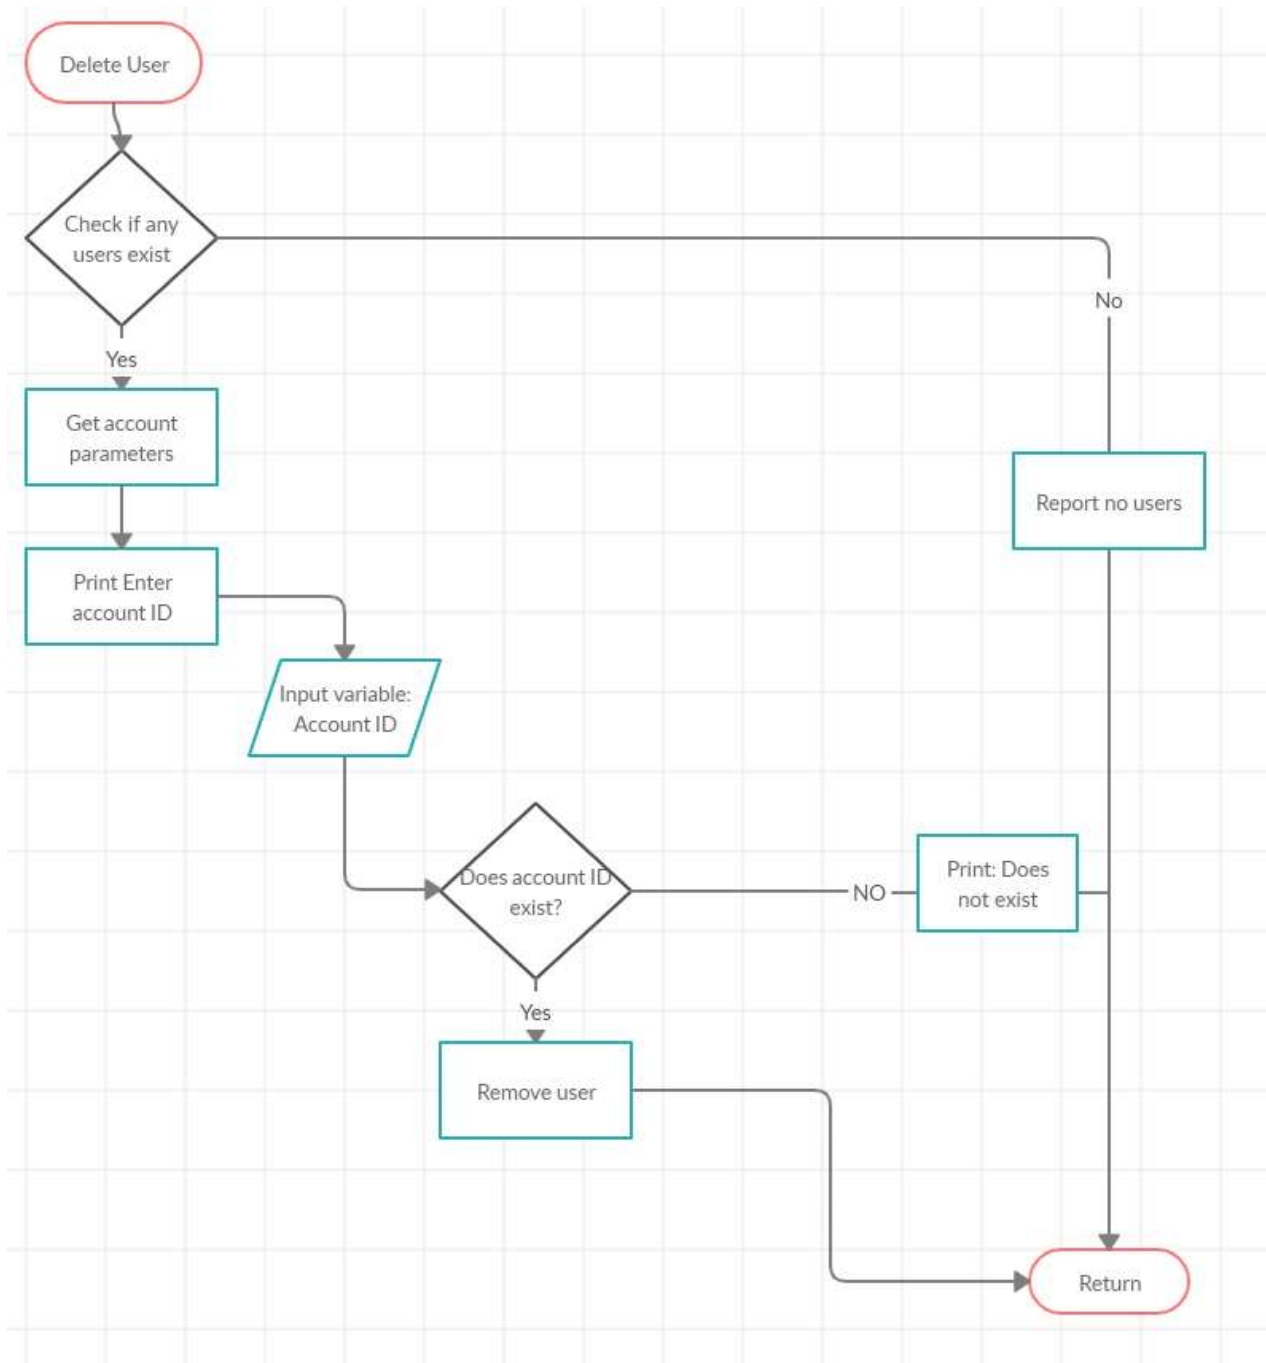 Delete User
Check if any
users exist
No
Yes
Get account
parameters
Report no users
Print Enter
account ID
Input variable:
Account ID
Does account ID
exist?
NO
Print: Does
not exist
Yes
Remove user
Return